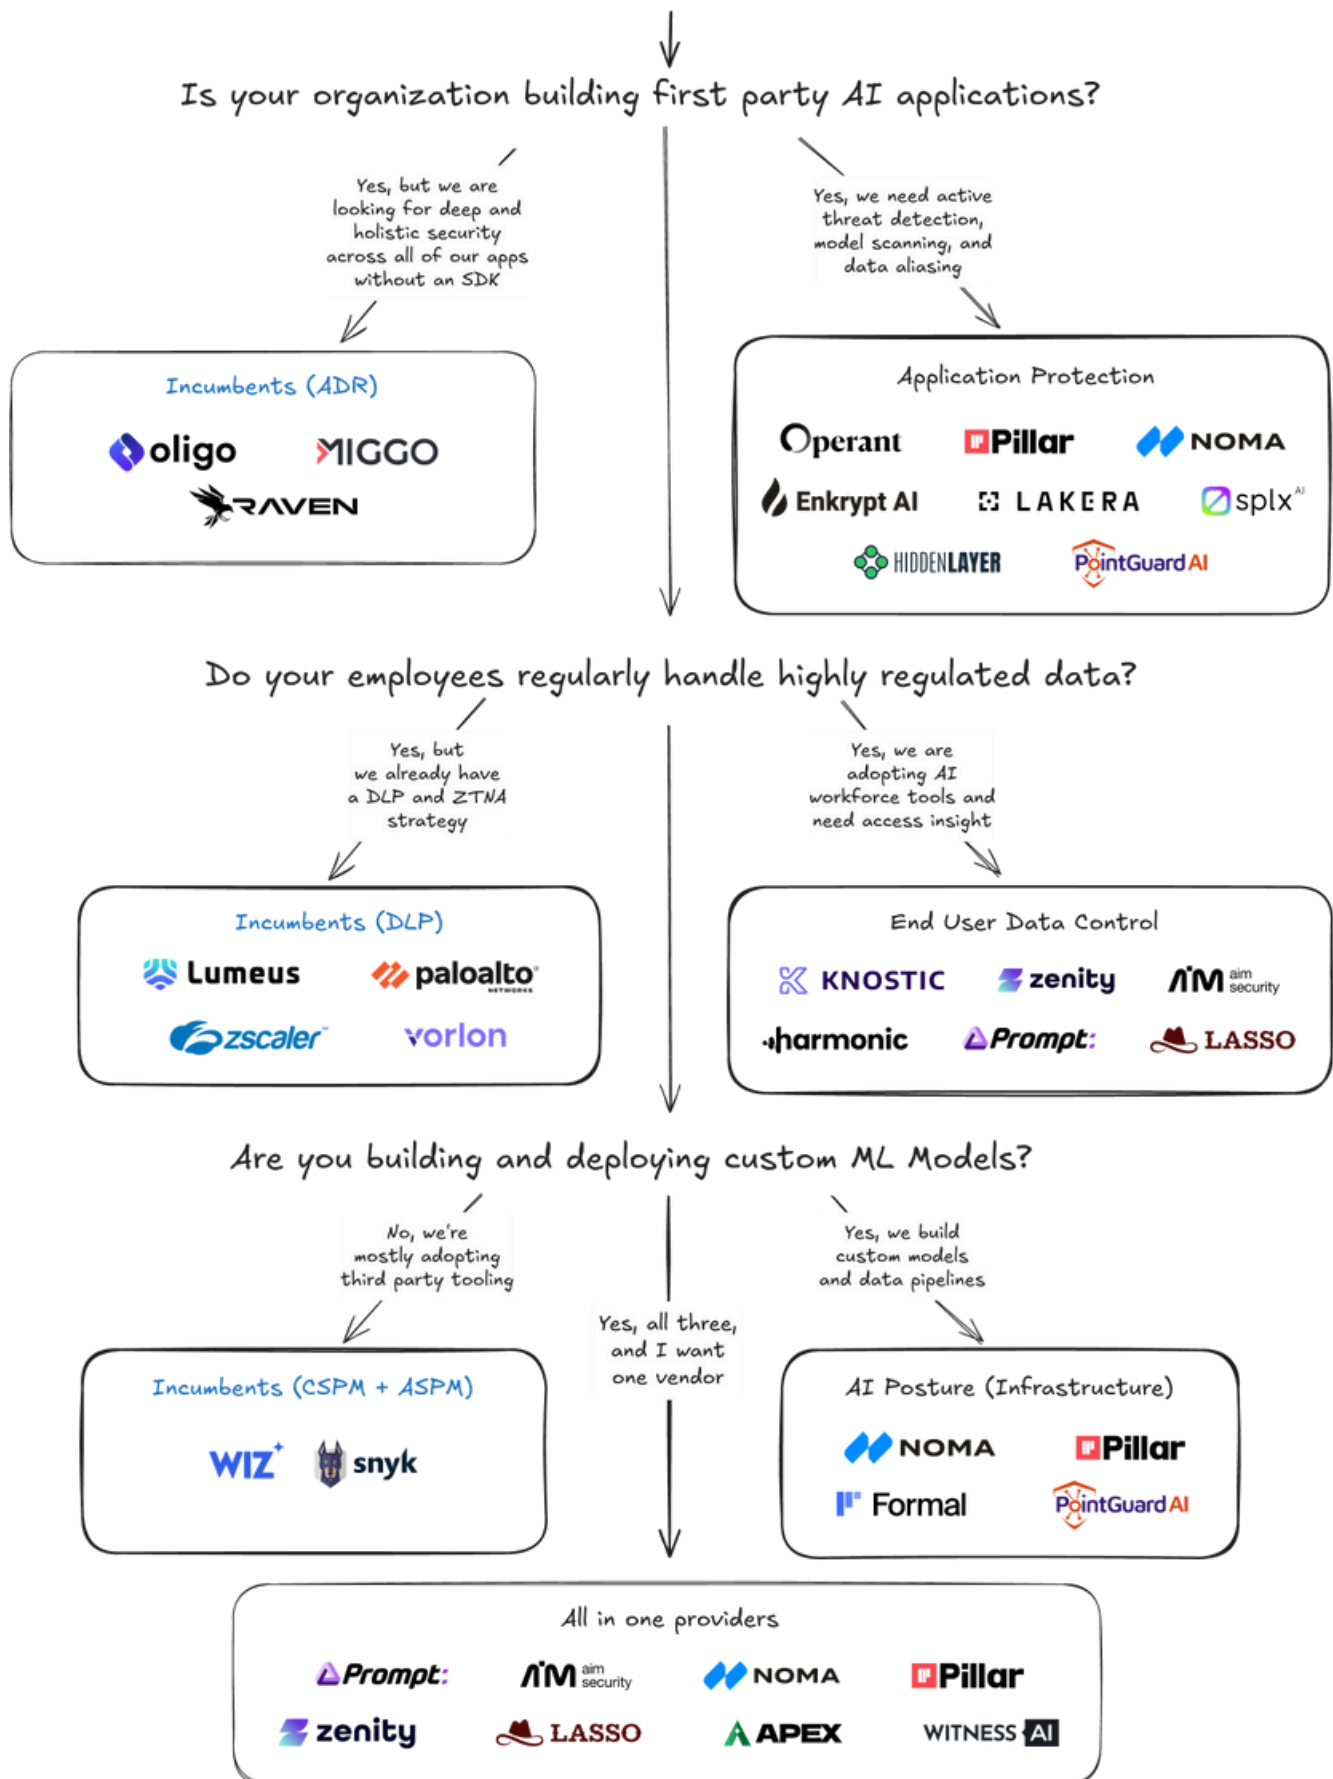 Is your organization building first party AI applications?
Yes, but we are
looking for deep and
holistic security
across all of our apps
without an SDK
Yes, we need active
threat detection,
model scanning, and
data aliasing
Incumbents (ADR)
oligo MIGGO
RAVEN
Application Protection
Operant Pillar NOMA
Enkrypt AI LAKERA splx AI
HIDDENLAYER PointGuard AI
Do your employees regularly handle highly regulated data?
Yes, but
we already have
a DLP and ZTNA
strategy
Yes, we are
adopting AI
workforce tools and
need access insight
Incumbents (DLP)
Lumeus paloalto NETWORKS
zscaler™ vorlon
End User Data Control
KNOSTIC zenity AIM aim security
harmonic Prompt: LASSO
Are you building and deploying custom ML Models?
No, we're
mostly adopting
third party tooling
Yes, all three,
and I want
one vendor
Yes, we build
custom models
and data pipelines
Incumbents (CSPM + ASPM)
WIZ snyk
AI Posture (Infrastructure)
NOMA Pillar
Formal PointGuard AI
All in one providers
Prompt: AIM aim security NOMA Pillar
zenity LASSO APEX WITNESS AI